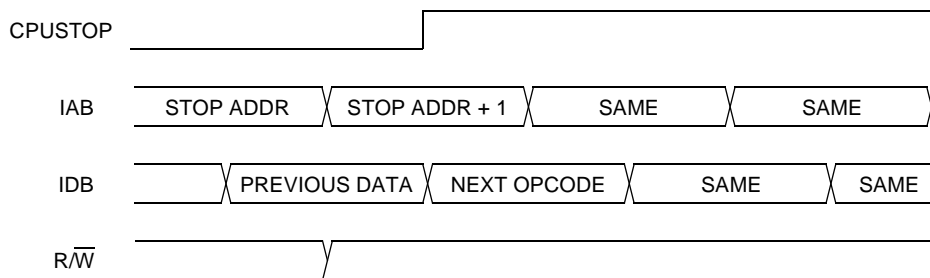 CPUSTOP
IAB STOP ADDR STOP ADDR + 1 SAME SAME
IDB PREVIOUS DATA NEXT OPCODE SAME SAME
R/W̅